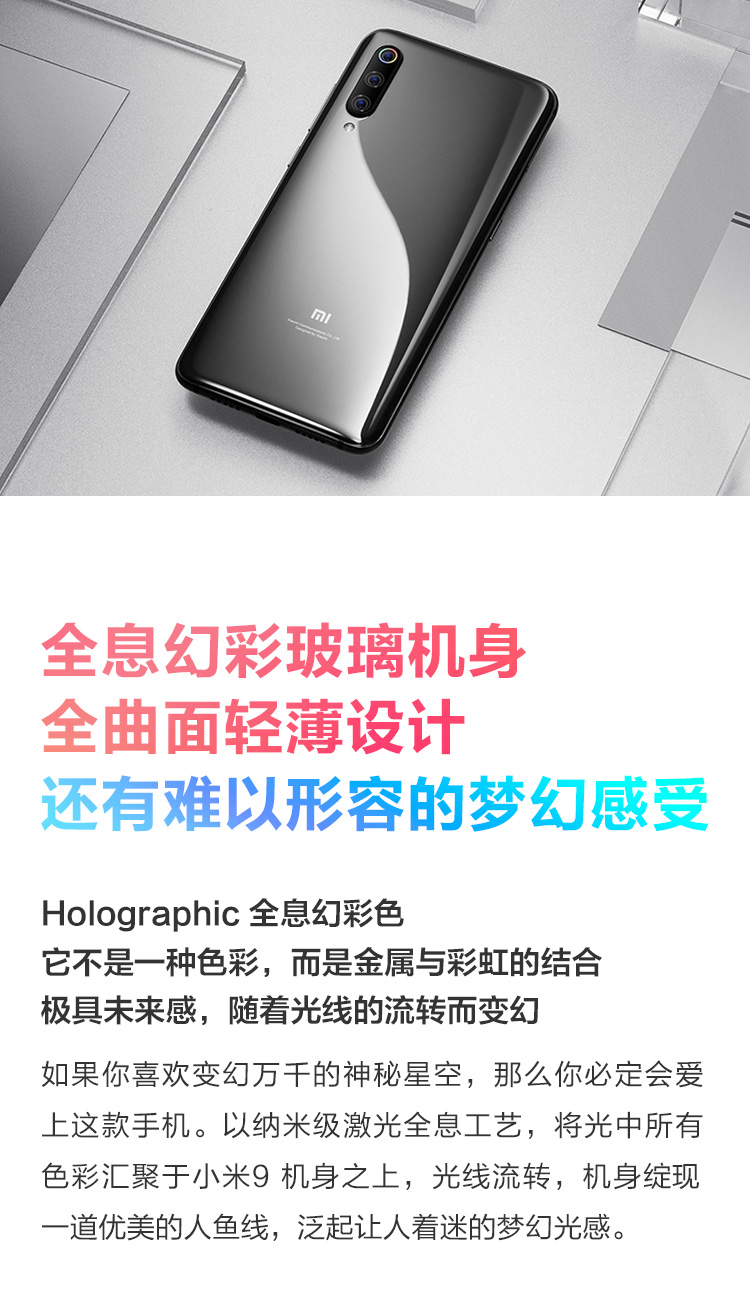 mi
全息幻彩玻璃机身
全曲面轻薄设计
还有难以形容的梦幻感受
Holographic 全息幻彩色
它不是一种色彩，而是金属与彩虹的结合
极具未来感，随着光线的流转而变幻
如果你喜欢变幻万千的神秘星空，那么你必定会爱
上这款手机。以纳米级激光全息工艺，将光中所有
色彩汇聚于小米9 机身之上，光线流转，机身绽现
一道优美的人鱼线，泛起让人着迷的梦幻光感。